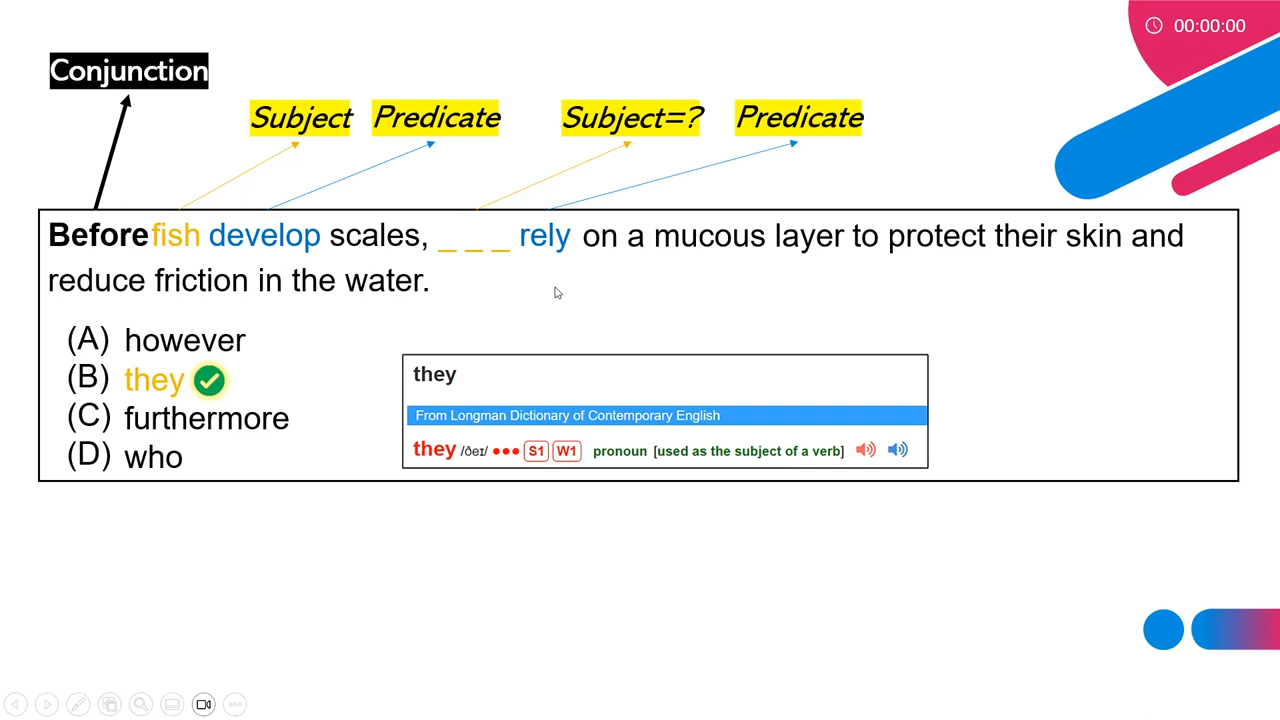 00:00:00
Conjunction
Subject Predicate Subject=? Predicate
Before fish develop scales, _ _ _ rely on a mucous layer to protect their skin and
reduce friction in the water.
(A) however
(B) they
(C) furthermore
(D) who
they
From Longman Dictionary of Contemporary English
they /ðeɪ/ ●●● S1 W1 pronoun [used as the subject of a verb]